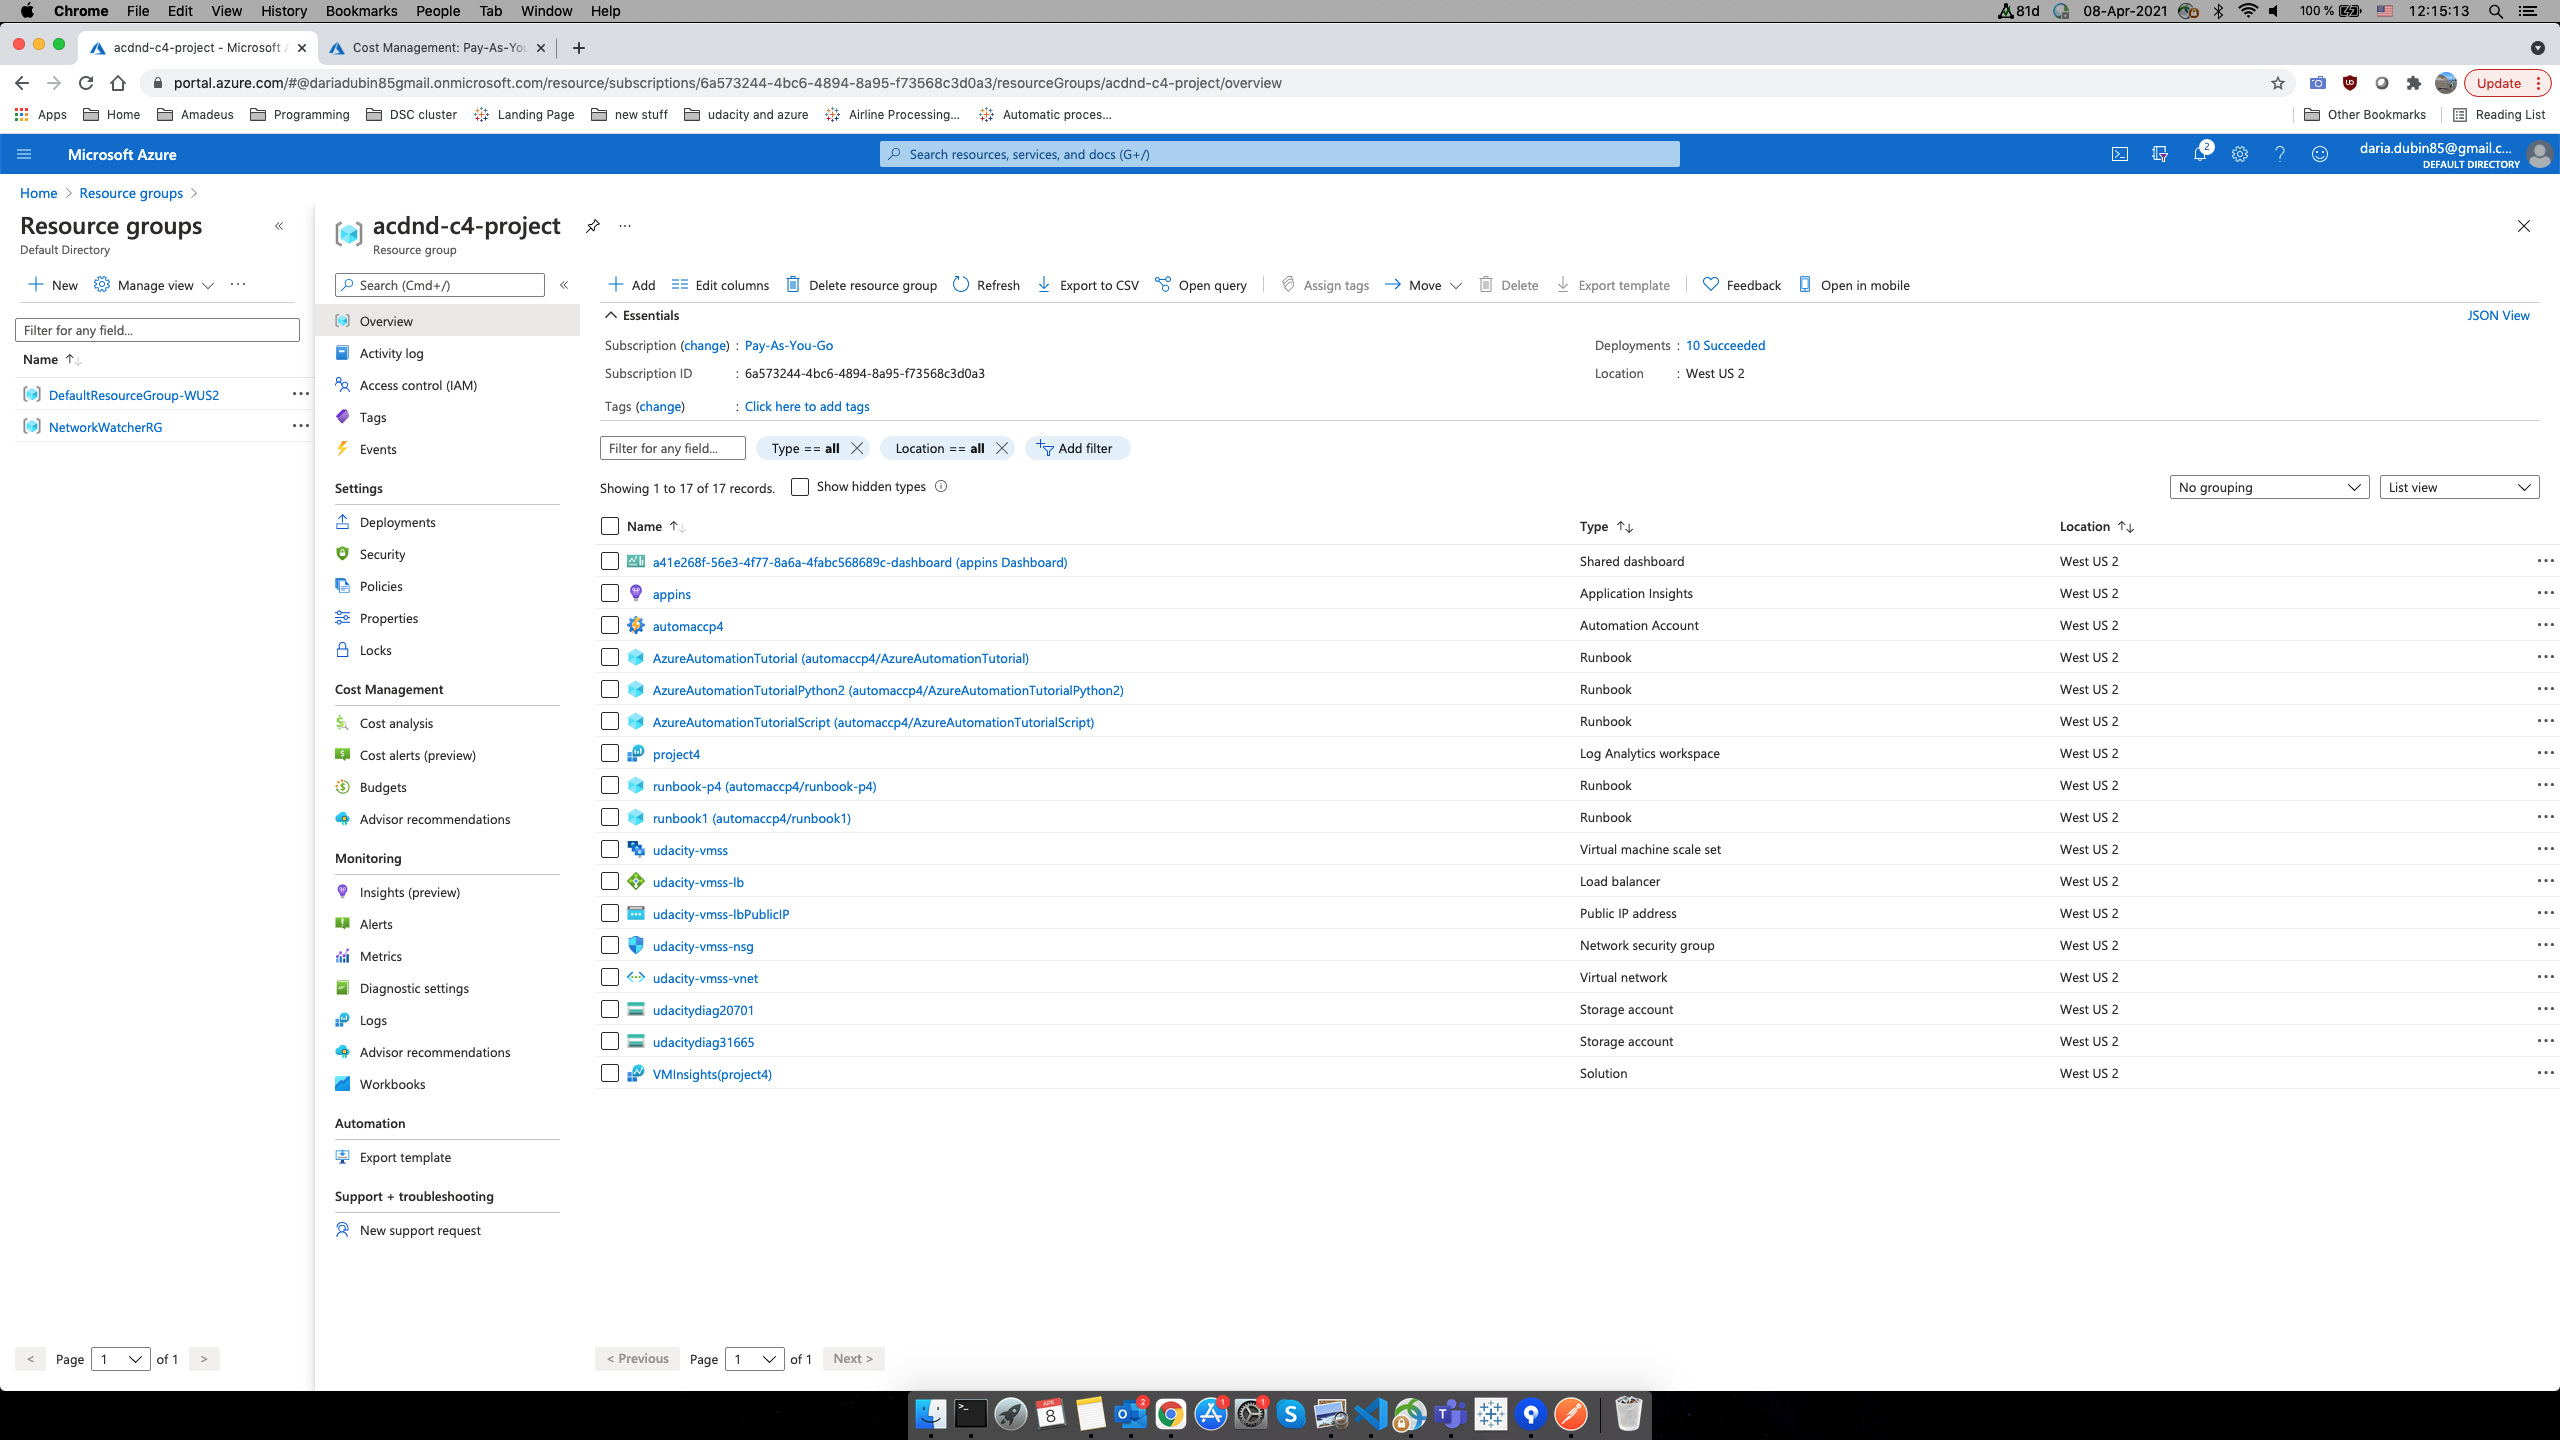 Chrome File Edit View History Bookmarks People Tab Window Help 81d 08-Apr-2021 100 % 12:15:13
acdnd-c4-project - Microsoft A Cost Management: Pay-As-You
portal.azure.com/#@dariadubin85gmail.onmicrosoft.com/resource/subscriptions/6a573244-4bc6-4894-8a95-f73568c3d0a3/resourceGroups/acdnd-c4-project/overview Update
Apps Home Amadeus Programming DSC cluster Landing Page new stuff udacity and azure Airline Processing... Automatic proces... Other Bookmarks Reading List
Microsoft Azure Search resources, services, and docs (G+/) 2 daria.dubin85@gmail.c...
DEFAULT DIRECTORY
Home > Resource groups >
Resource groups «
Default Directory
+ New Manage view ...
Filter for any field...
Name
DefaultResourceGroup-WUS2 ...
NetworkWatcherRG ...
< Page 1 of 1 >
acdnd-c4-project ...
Resource group
Search (Cmd+/) «
Overview
Activity log
Access control (IAM)
Tags
Events
Settings
Deployments
Security
Policies
Properties
Locks
Cost Management
Cost analysis
Cost alerts (preview)
Budgets
Advisor recommendations
Monitoring
Insights (preview)
Alerts
Metrics
Diagnostic settings
Logs
Advisor recommendations
Workbooks
Automation
Export template
Support + troubleshooting
New support request
Add Edit columns Delete resource group Refresh Export to CSV Open query Assign tags Move Delete Export template Feedback Open in mobile
Essentials JSON View
Subscription (change) : Pay-As-You-Go Deployments : 10 Succeeded
Subscription ID : 6a573244-4bc6-4894-8a95-f73568c3d0a3 Location : West US 2
Tags (change) : Click here to add tags
Filter for any field... Type == all Location == all Add filter
Showing 1 to 17 of 17 records. Show hidden types No grouping List view
Name Type Location
a41e268f-56e3-4f77-8a6a-4fabc568689c-dashboard (appins Dashboard) Shared dashboard West US 2 ...
appins Application Insights West US 2 ...
automaccp4 Automation Account West US 2 ...
AzureAutomationTutorial (automaccp4/AzureAutomationTutorial) Runbook West US 2 ...
AzureAutomationTutorialPython2 (automaccp4/AzureAutomationTutorialPython2) Runbook West US 2 ...
AzureAutomationTutorialScript (automaccp4/AzureAutomationTutorialScript) Runbook West US 2 ...
project4 Log Analytics workspace West US 2 ...
runbook-p4 (automaccp4/runbook-p4) Runbook West US 2 ...
runbook1 (automaccp4/runbook1) Runbook West US 2 ...
udacity-vmss Virtual machine scale set West US 2 ...
udacity-vmss-lb Load balancer West US 2 ...
udacity-vmss-lbPublicIP Public IP address West US 2 ...
udacity-vmss-nsg Network security group West US 2 ...
udacity-vmss-vnet Virtual network West US 2 ...
udacitydiag20701 Storage account West US 2 ...
udacitydiag31665 Storage account West US 2 ...
VMInsights(project4) Solution West US 2 ...
< Previous Page 1 of 1 Next >
APR 8 2 1 1